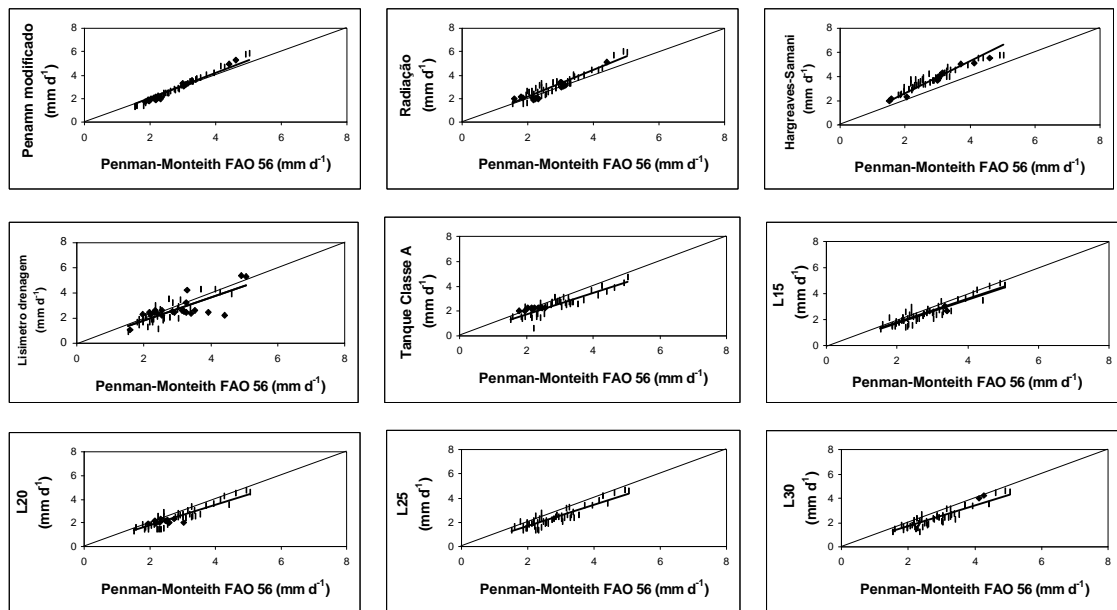 Penamn modificado
(mm d-1)
8
6
4
2
0
0 2 4 6 8
Penman-Monteith FAO 56 (mm d-1)
Radiação
(mm d-1)
8
6
4
2
0
0 2 4 6 8
Penman-Monteith FAO 56 (mm d-1)
Hargreaves-Samani
(mm d-1)
8
6
4
2
0
0 2 4 6 8
Penman-Monteith FAO 56 (mm d-1)
Lisimetro drenagem
(mm d-1)
8
6
4
2
0
0 2 4 6 8
Penman-Monteith FAO 56 (mm d-1)
Tanque Classe A
(mm d-1)
8
6
4
2
0
0 2 4 6 8
Penman-Monteith FAO 56 (mm d-1)
L15
(mm d-1)
8
6
4
2
0
0 2 4 6 8
Penman-Monteith FAO 56 (mm d-1)
L20
(mm d-1)
8
6
4
2
0
0 2 4 6 8
Penman-Monteith FAO 56 (mm d-1)
L25
(mm d-1)
8
6
4
2
0
0 2 4 6 8
Penman-Monteith FAO 56 (mm d-1)
L30
(mm d-1)
8
6
4
2
0
0 2 4 6 8
Penman-Monteith FAO 56 (mm d-1)